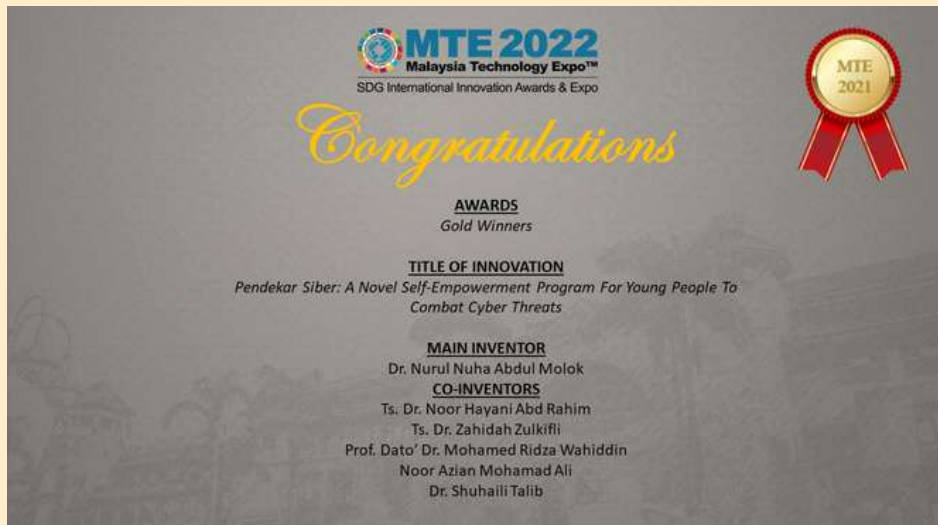 MTE 2022
Malaysia Technology Expo™
SDG International Innovation Awards & Expo
MTE
2021
Congratulations
AWARDS
Gold Winners
TITLE OF INNOVATION
Pendekar Siber: A Novel Self-Empowerment Program For Young People To
Combat Cyber Threats
MAIN INVENTOR
Dr. Nurul Nuha Abdul Molok
CO-INVENTORS
Ts. Dr. Noor Hayani Abd Rahim
Ts. Dr. Zahidah Zulkifli
Prof. Dato’ Dr. Mohamed Ridza Wahiddin
Noor Azian Mohamad Ali
Dr. Shuhaili Talib